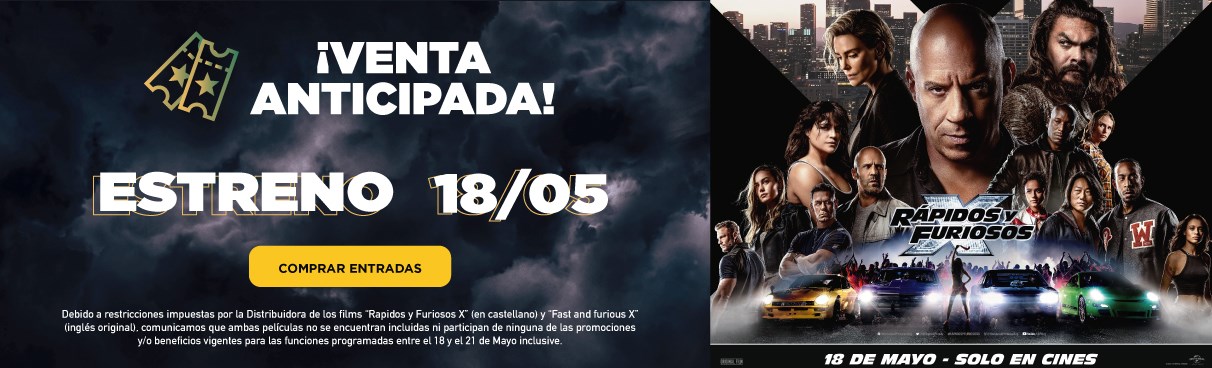 ¡VENTA
ANTICIPADA!
ESTRENO 18/05
COMPRAR ENTRADAS
Debido a restricciones impuestas por la Distribuidora de los films "Rapidos y Furiosos X" (en castellano) y "Fast and furious X"
(inglés original), comunicamos que ambas películas no se encuentran incluidas ni participan de ninguna de las promociones
y/o beneficios vigentes para las funciones programadas entre el 18 y el 21 de Mayo inclusive.
W
RÁPIDOS Y
FURIOSOS
X
18 DE MAYO - SOLO EN CINES